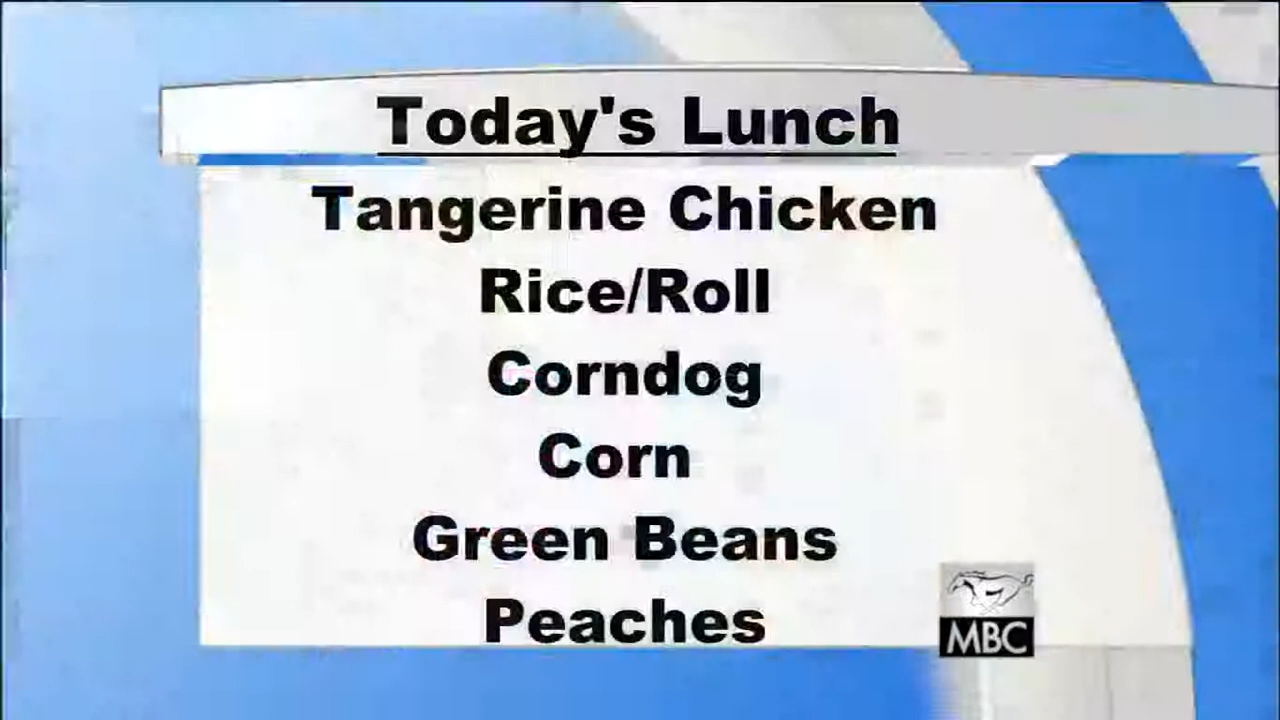 Today's Lunch
Tangerine Chicken
Rice/Roll
Corndog
Corn
Green Beans
Peaches
MBC